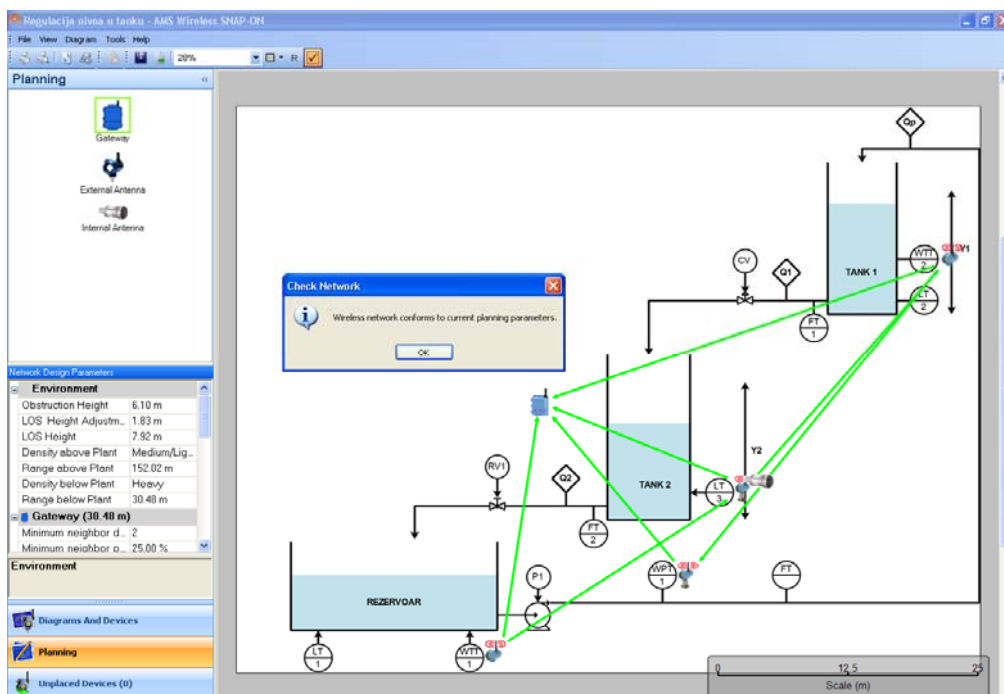 Regulacija nivoa u tanku - AMS Wireless SNAP-ON
File View Diagram Tools Help
20% R
Planning «
Gateway
External Antenna
Internal Antenna
Network Design Parameters
Environment
Obstruction Height 6.10 m
LOS Height Adjustm... 1.83 m
LOS Height 7.92 m
Density above Plant Medium/Lig...
Range above Plant 152.02 m
Density below Plant Heavy
Range below Plant 30.48 m
Gateway (30.48 m)
Minimum neighbor d... 2
Minimum neighbor p... 25.00 %
Environment
Diagrams And Devices
Planning
Unplaced Devices (0)
Check Network
Wireless network conforms to current planning parameters.
OK
Qp
TANK 1
WTT
2
Y1
LT
2
CV
Q1
FT
1
TANK 2
Y2
LT
3
RV1
Q2
FT
2
WPT
1
FT
P1
REZERVOAR
LT
1
WTT
1
0 12,5 25
Scale (m)